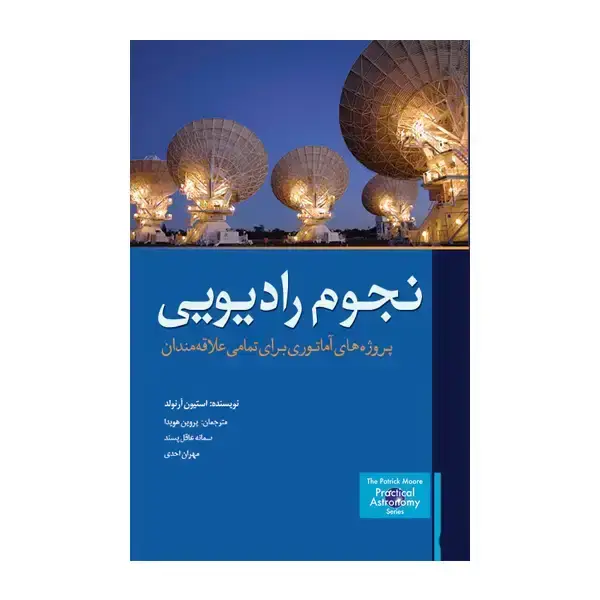 نجوم رادیویی
پروژه‌های آماتوری برای تمامی علاقه‌مندان
نویسنده: استیون آرنولد
مترجمان: پروین هویدا
سمانه عاقل پسند
مهران احدی
The Patrick Moore
Practical
Astronomy
Series